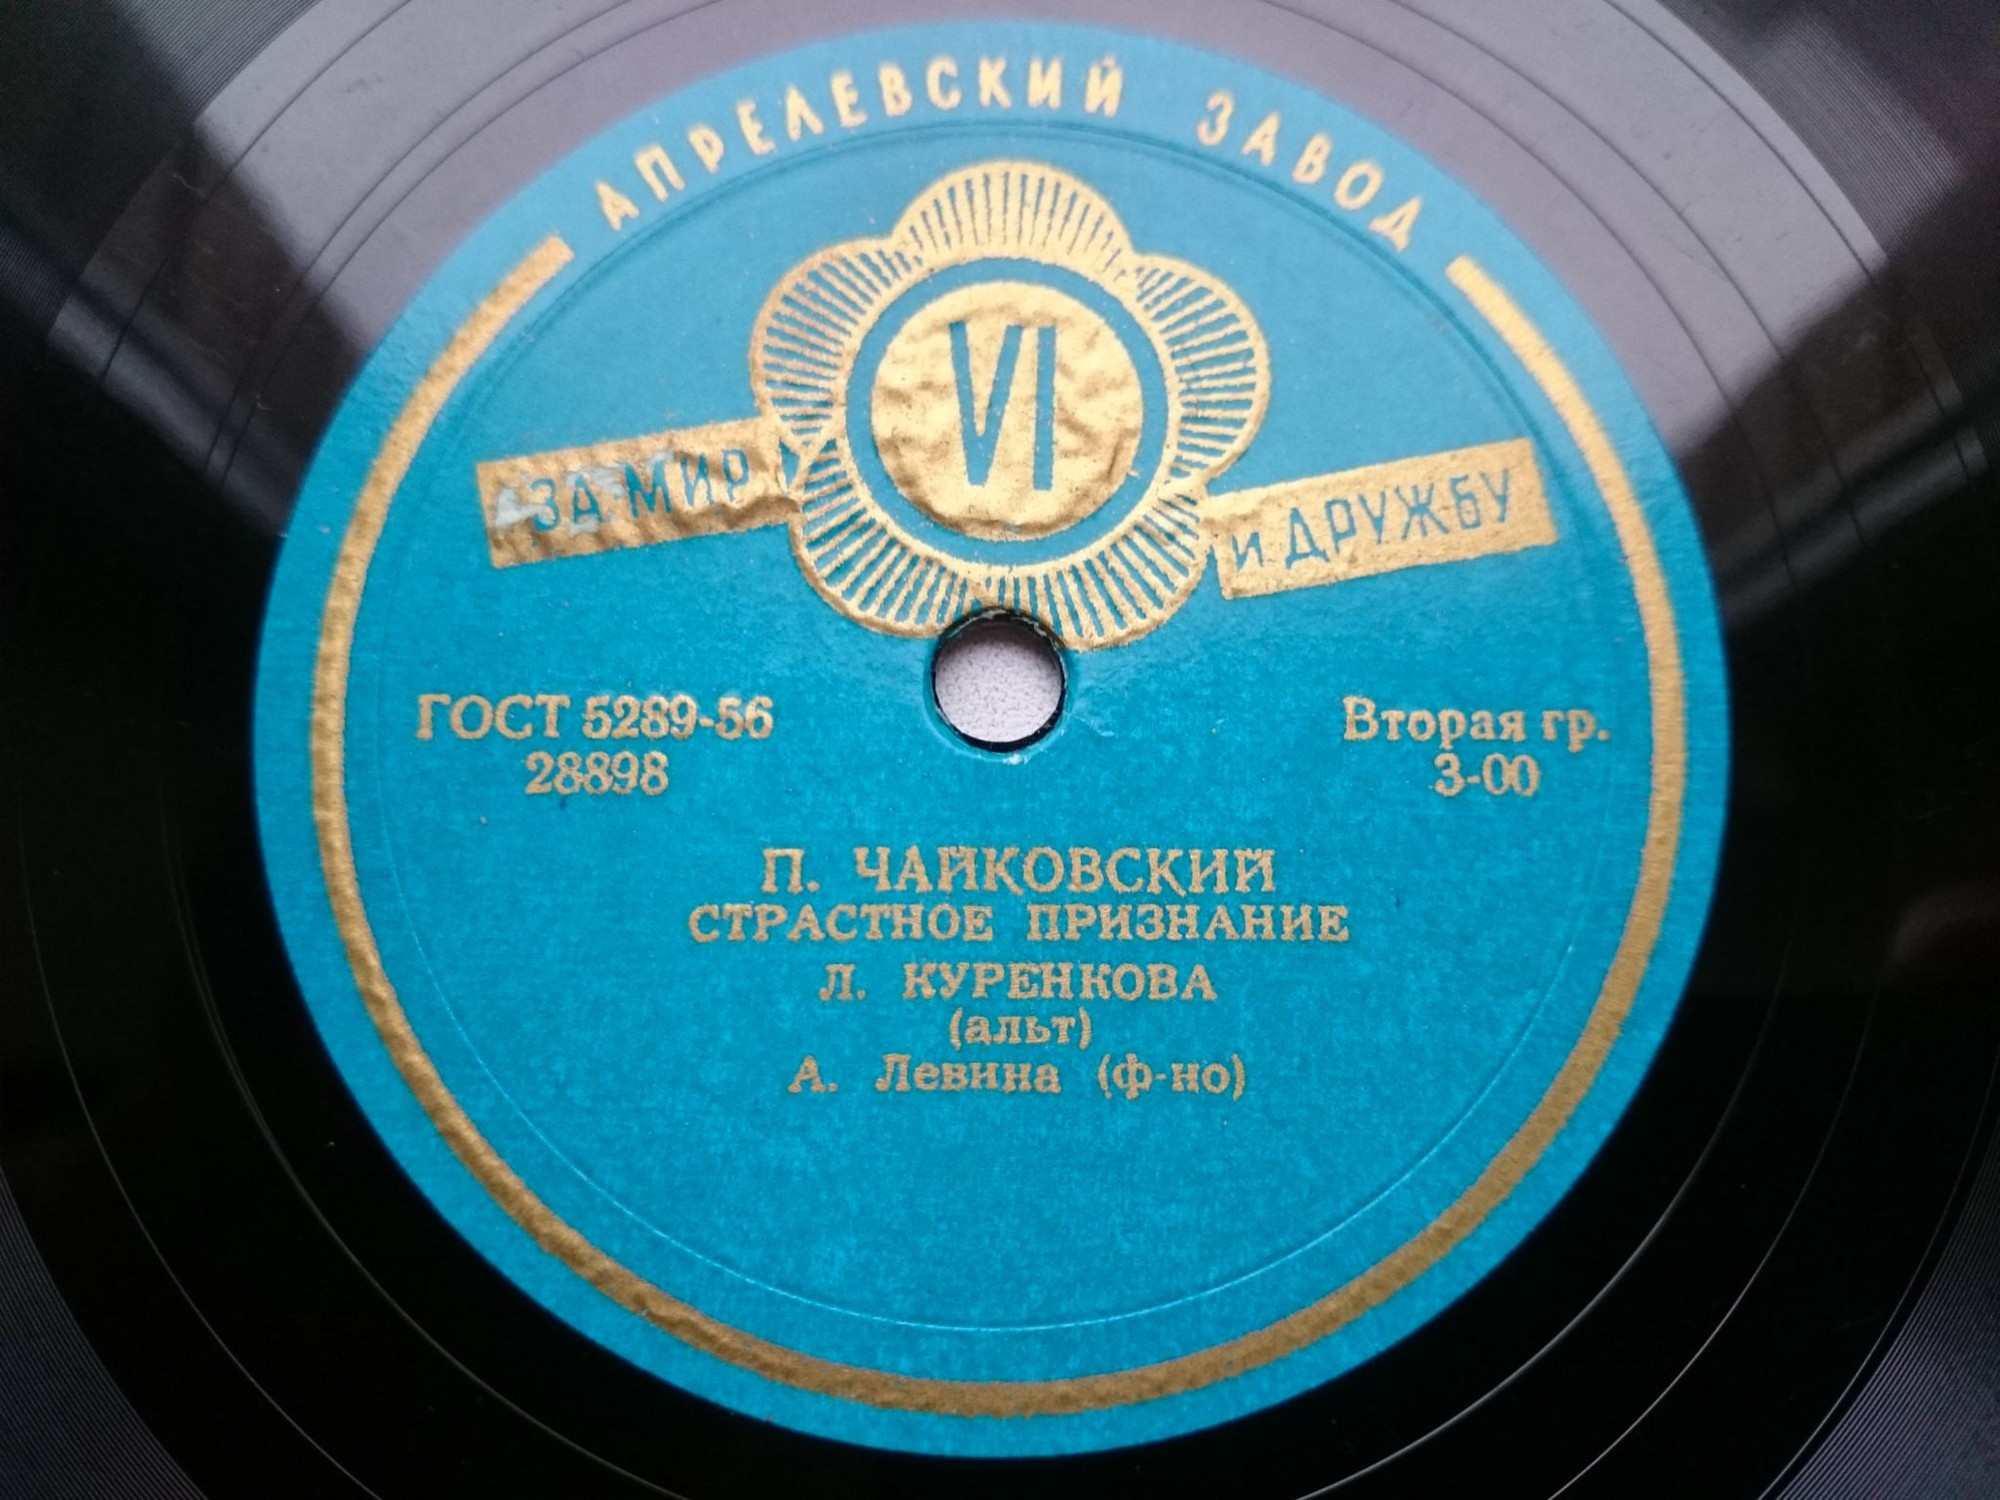 АПРЕЛЕВСКИЙ ЗАВОД
VI
ЗА МИР
и ДРУЖБУ
ГОСТ 5289-56
28898
Вторая гр.
3-00
П. ЧАЙКОВСКИЙ
СТРАСТНОЕ ПРИЗНАНИЕ
Л. КУРЕНКОВА
(альт)
А. Левина (ф-но)